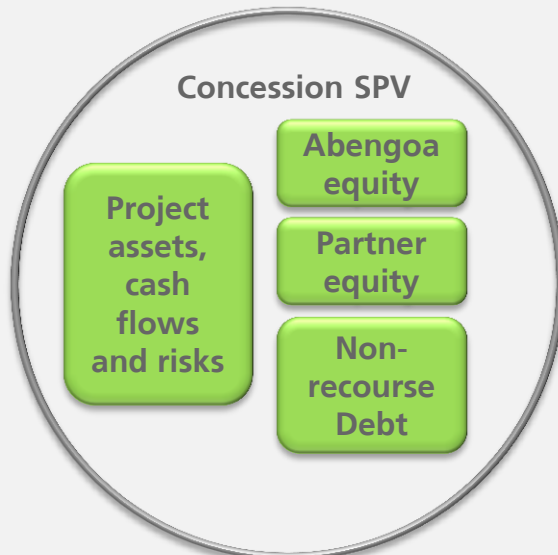 Concession SPV
Project
assets,
cash
flows
and risks
Abengoa
equity
Partner
equity
Non-
recourse
Debt